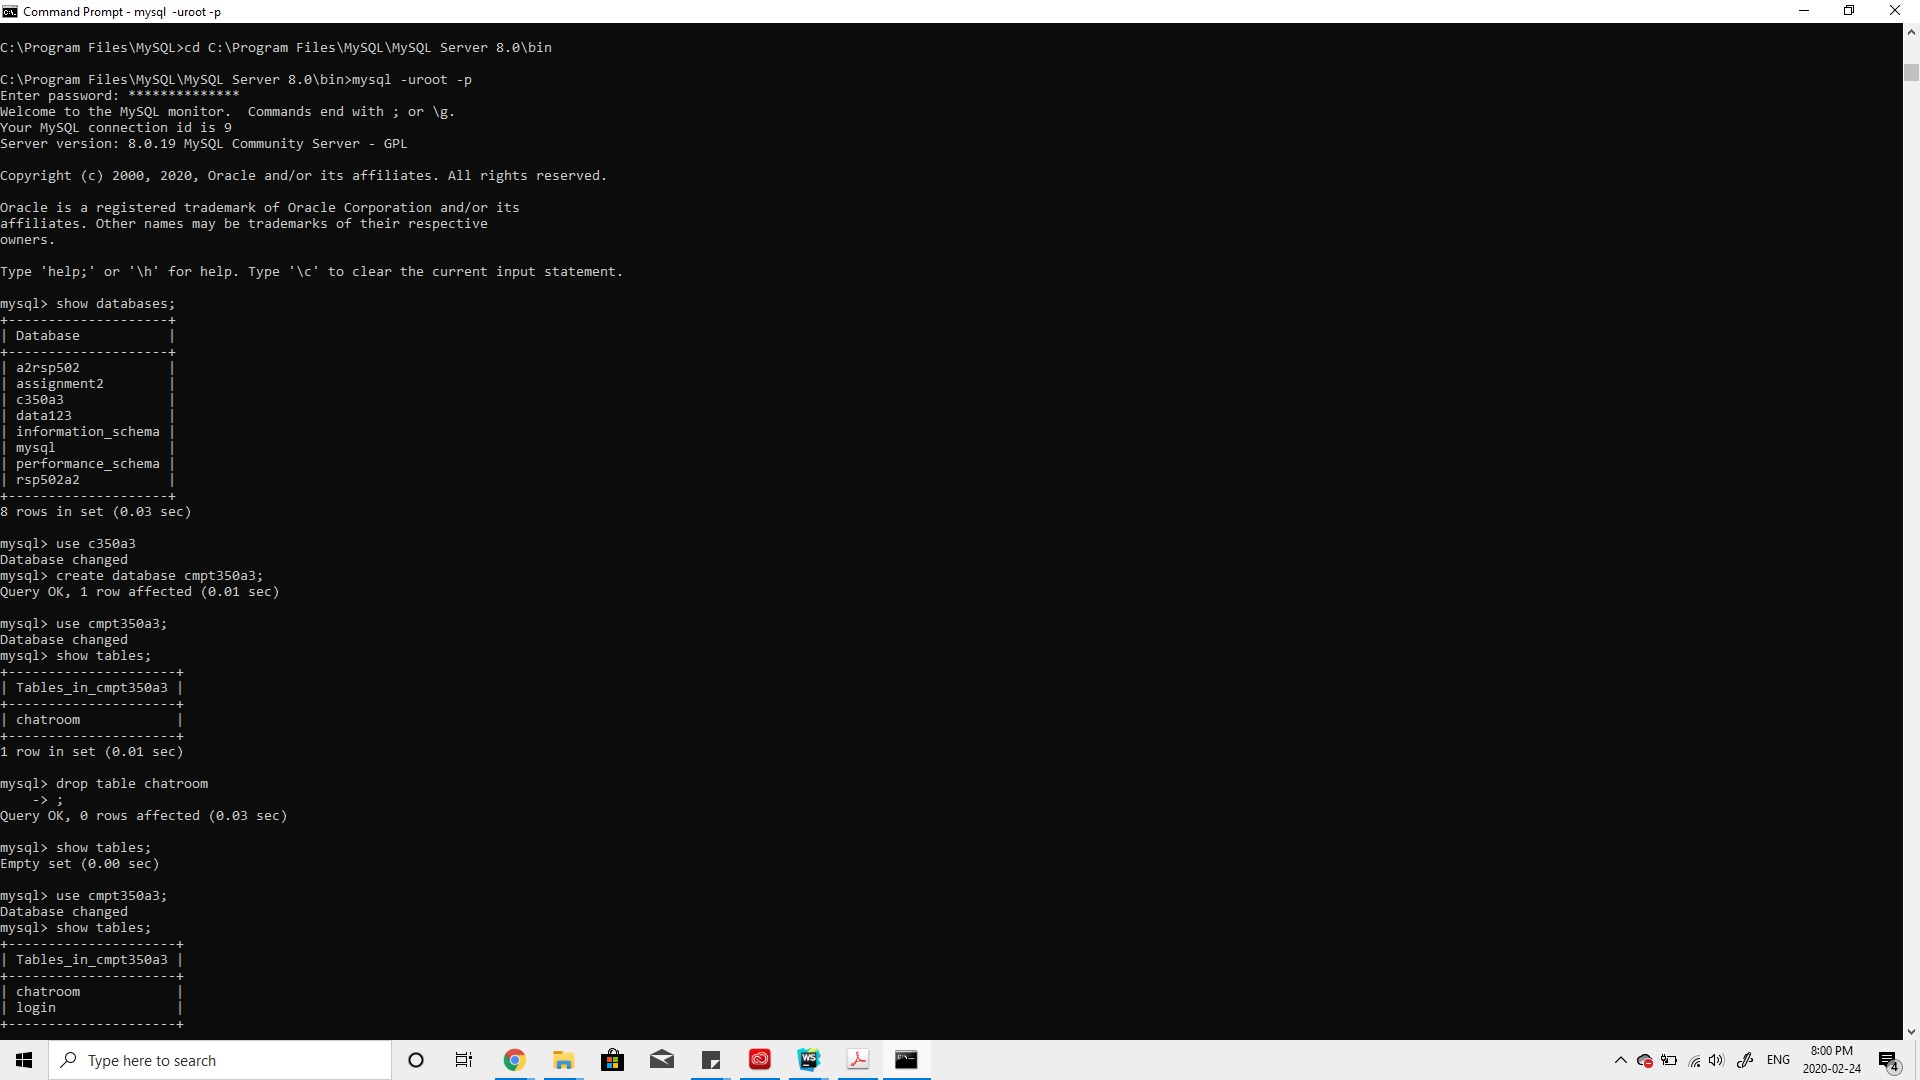 Command Prompt - mysql  -uroot -p
C:\Program Files\MySQL>cd C:\Program Files\MySQL\MySQL Server 8.0\bin
C:\Program Files\MySQL\MySQL Server 8.0\bin>mysql -uroot -p
Enter password: **************
Welcome to the MySQL monitor.  Commands end with ; or \g.
Your MySQL connection id is 9
Server version: 8.0.19 MySQL Community Server - GPL
Copyright (c) 2000, 2020, Oracle and/or its affiliates. All rights reserved.
Oracle is a registered trademark of Oracle Corporation and/or its
affiliates. Other names may be trademarks of their respective
owners.
Type 'help;' or '\h' for help. Type '\c' to clear the current input statement.
mysql> show databases;
+--------------------+
| Database           |
+--------------------+
| a2rsp502           |
| assignment2        |
| c350a3             |
| data123            |
| information_schema |
| mysql              |
| performance_schema |
| rsp502a2           |
+--------------------+
8 rows in set (0.03 sec)
mysql> use c350a3
Database changed
mysql> create database cmpt350a3;
Query OK, 1 row affected (0.01 sec)
mysql> use cmpt350a3;
Database changed
mysql> show tables;
+---------------------+
| Tables_in_cmpt350a3 |
+---------------------+
| chatroom            |
+---------------------+
1 row in set (0.01 sec)
mysql> drop table chatroom
    -> ;
Query OK, 0 rows affected (0.03 sec)
mysql> show tables;
Empty set (0.00 sec)
mysql> use cmpt350a3;
Database changed
mysql> show tables;
+---------------------+
| Tables_in_cmpt350a3 |
+---------------------+
| chatroom            |
| login               |
+---------------------+
Type here to search
WS
ENG
8:00 PM
2020-02-24
4